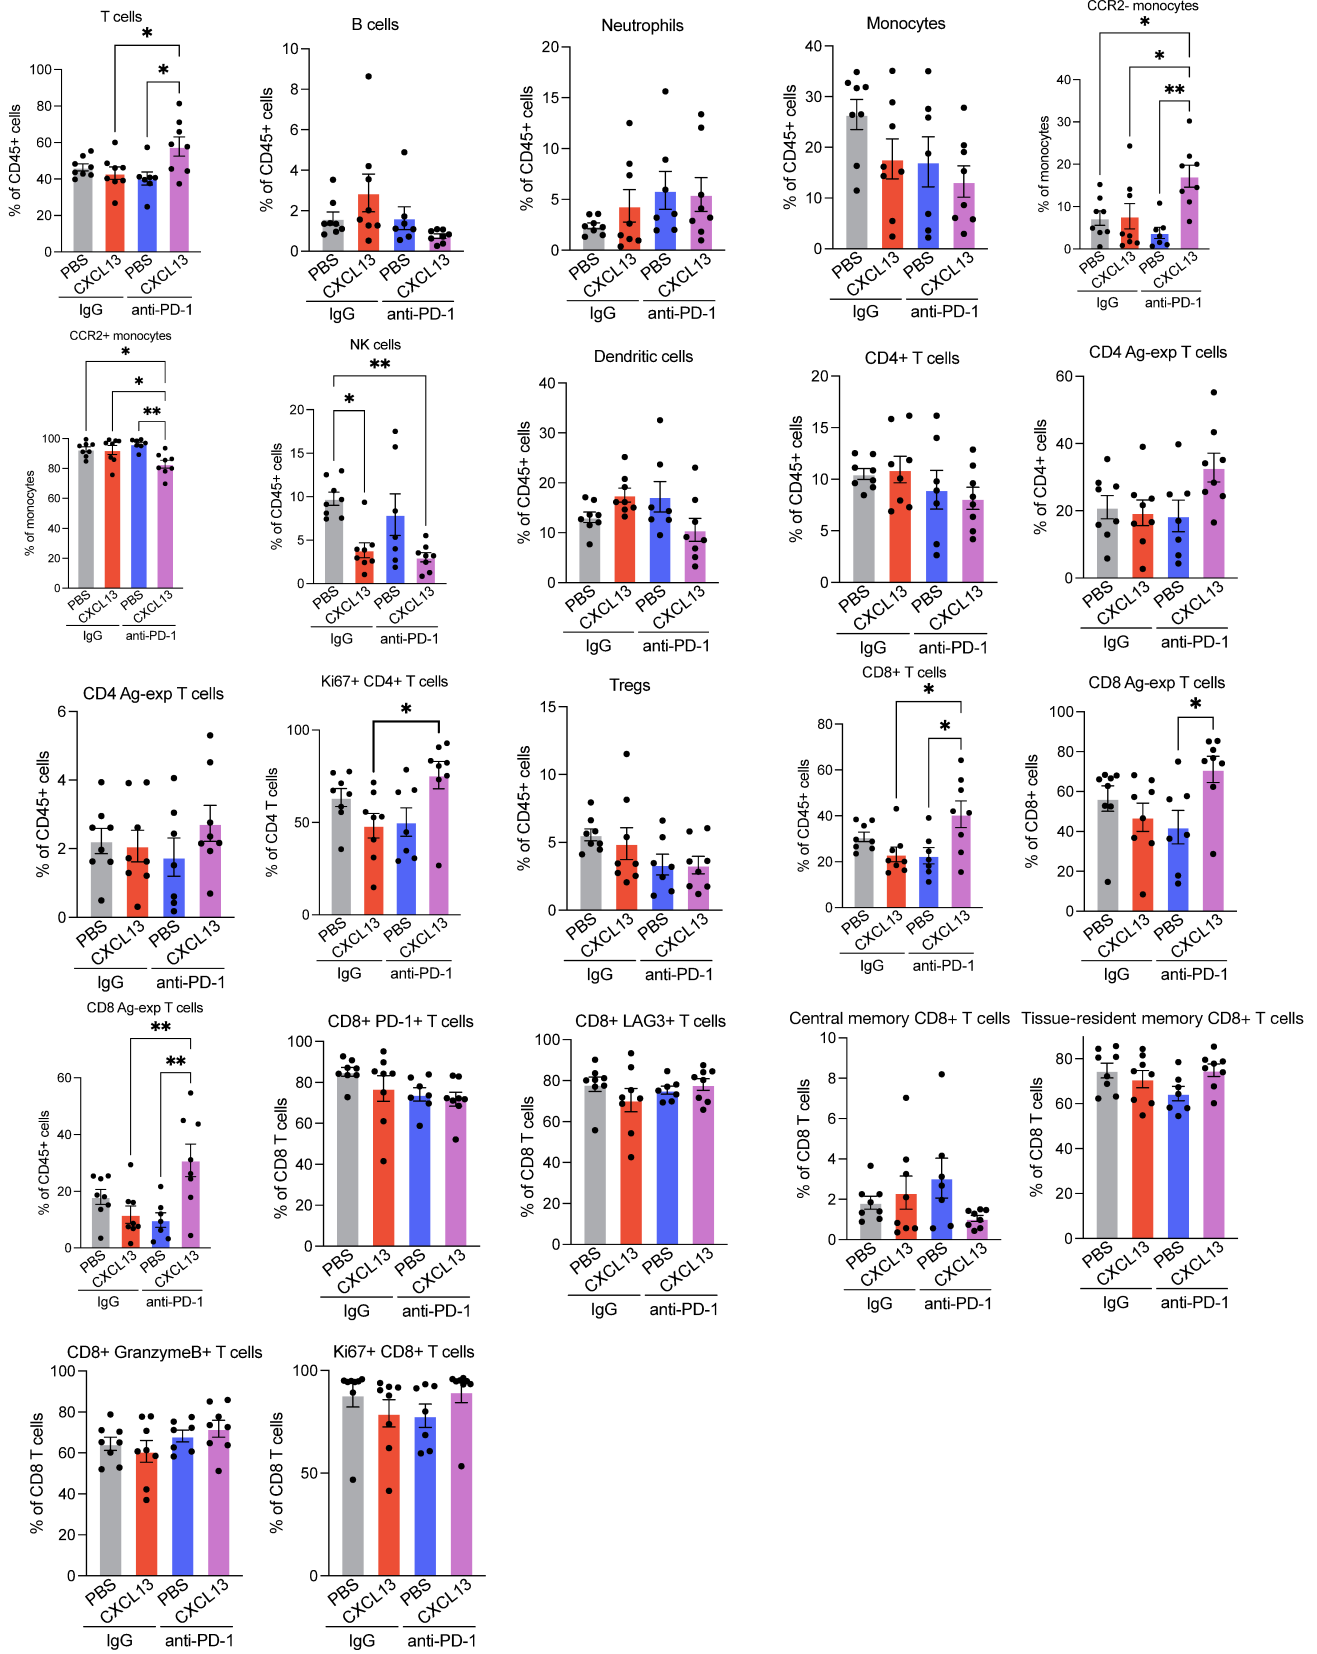 T cells
*
*
100
80
60
40
20
0
% of CD45+ cells
PBS
CXCL13
PBS
CXCL13
IgG
anti-PD-1
B cells
10
8
6
4
2
0
% of CD45+ cells
PBS
CXCL13
PBS
CXCL13
IgG
anti-PD-1
Neutrophils
20
15
10
5
0
% of CD45+ cells
PBS
CXCL13
PBS
CXCL13
IgG
anti-PD-1
Monocytes
40
30
20
10
0
% of CD45+ cells
PBS
CXCL13
PBS
CXCL13
IgG
anti-PD-1
CCR2- monocytes
*
*
**
40
30
20
10
0
% of monocytes
PBS
CXCL13
PBS
CXCL13
IgG
anti-PD-1
CCR2+ monocytes
*
*
**
100
80
60
40
20
0
% of monocytes
PBS
CXCL13
PBS
CXCL13
IgG
anti-PD-1
NK cells
**
*
20
15
10
5
0
% of CD45+ cells
PBS
CXCL13
PBS
CXCL13
IgG
anti-PD-1
Dendritic cells
40
30
20
10
0
% of CD45+ cells
PBS
CXCL13
PBS
CXCL13
IgG
anti-PD-1
CD4+ T cells
20
15
10
5
0
% of CD45+ cells
PBS
CXCL13
PBS
CXCL13
IgG
anti-PD-1
CD4 Ag-exp T cells
60
40
20
0
% of CD4+ cells
PBS
CXCL13
PBS
CXCL13
IgG
anti-PD-1
CD4 Ag-exp T cells
6
4
2
0
% of CD45+ cells
PBS
CXCL13
PBS
CXCL13
IgG
anti-PD-1
Ki67+ CD4+ T cells
*
100
50
0
% of CD4 T cells
PBS
CXCL13
PBS
CXCL13
IgG
anti-PD-1
Tregs
15
10
5
0
% of CD45+ cells
PBS
CXCL13
PBS
CXCL13
IgG
anti-PD-1
CD8+ T cells
*
*
80
60
40
20
0
% of CD45+ cells
PBS
CXCL13
PBS
CXCL13
IgG
anti-PD-1
CD8 Ag-exp T cells
*
100
80
60
40
20
0
% of CD8+ cells
PBS
CXCL13
PBS
CXCL13
IgG
anti-PD-1
CD8 Ag-exp T cells
**
**
60
40
20
0
% of CD45+ cells
PBS
CXCL13
PBS
CXCL13
IgG
anti-PD-1
CD8+ PD-1+ T cells
100
80
60
40
20
0
% of CD8 T cells
PBS
CXCL13
PBS
CXCL13
IgG
anti-PD-1
CD8+ LAG3+ T cells
100
80
60
40
20
0
% of CD8 T cells
PBS
CXCL13
PBS
CXCL13
IgG
anti-PD-1
Central memory CD8+ T cells
10
8
6
4
2
0
% of CD8 T cells
PBS
CXCL13
PBS
CXCL13
IgG
anti-PD-1
Tissue-resident memory CD8+ T cells
80
60
40
20
0
% of CD8 T cells
PBS
CXCL13
PBS
CXCL13
IgG
anti-PD-1
CD8+ GranzymeB+ T cells
100
80
60
40
20
0
% of CD8 T cells
PBS
CXCL13
PBS
CXCL13
IgG
anti-PD-1
Ki67+ CD8+ T cells
100
50
0
% of CD8 T cells
PBS
CXCL13
PBS
CXCL13
IgG
anti-PD-1